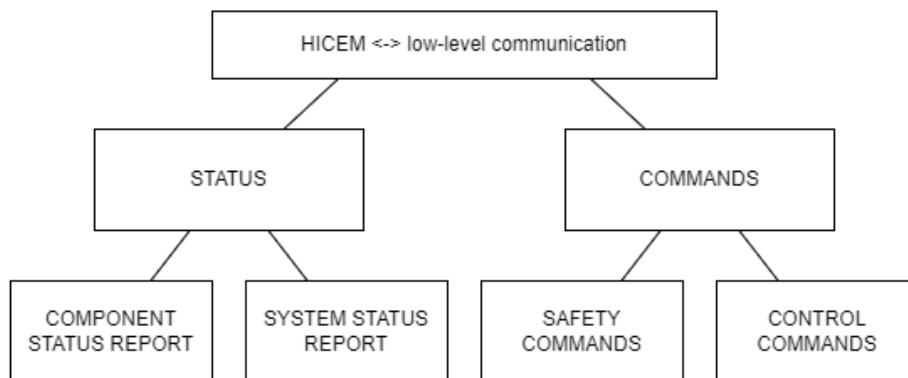 HICEM <-> low-level communication
STATUS
COMMANDS
COMPONENT
STATUS REPORT
SYSTEM STATUS
REPORT
SAFETY
COMMANDS
CONTROL
COMMANDS